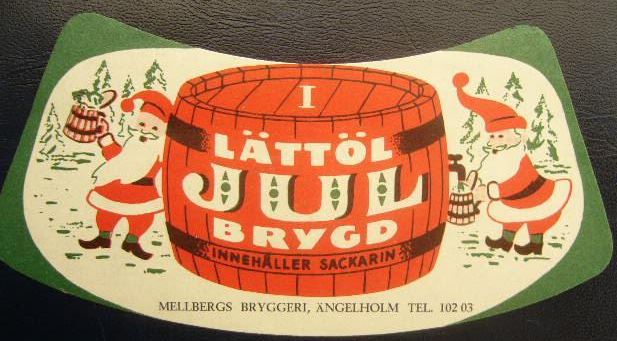 I
LÄTTÖL
JUL
BRYGD
INNEHÅLLER SACKARIN
MELLBERGS BRYGGERI, ÄNGELHOLM TEL. 102 03